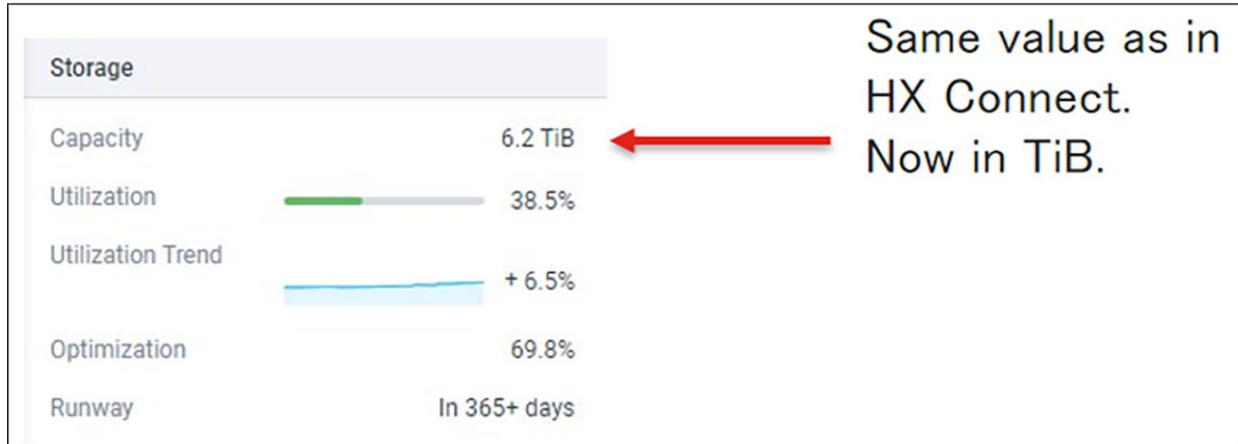 Storage
Capacity 6.2 TiB
Utilization 38.5%
Utilization Trend
+ 6.5%
Optimization 69.8%
Runway In 365+ days
Same value as in
HX Connect.
Now in TiB.